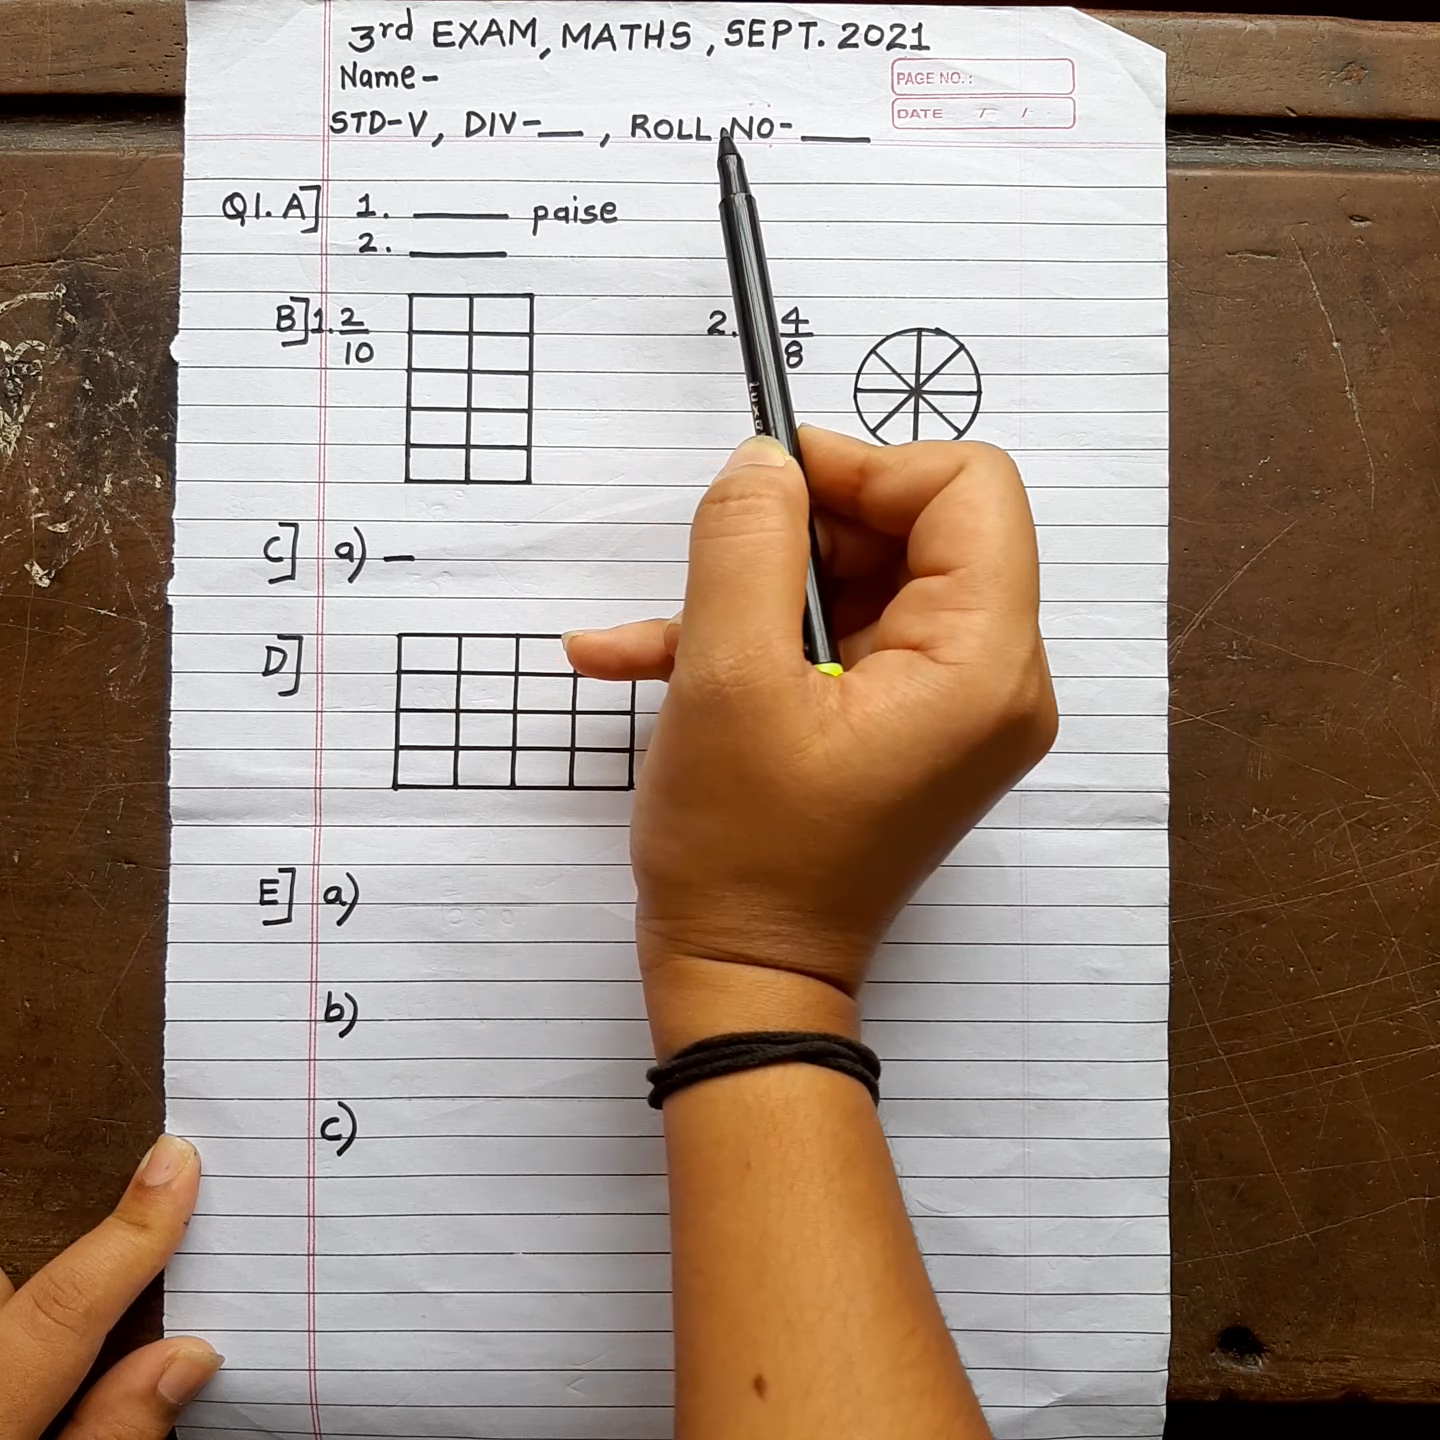 3rd EXAM, MATHS, SEPT. 2021
Name-
PAGE NO.:
STD-V, DIV-__, ROLL NO-___
DATE / /
Q1. A] 1. ____ paise
2. ____
B] 1. 2/10 2. 4/8
C] a) —
D]
E] a)
b)
c)